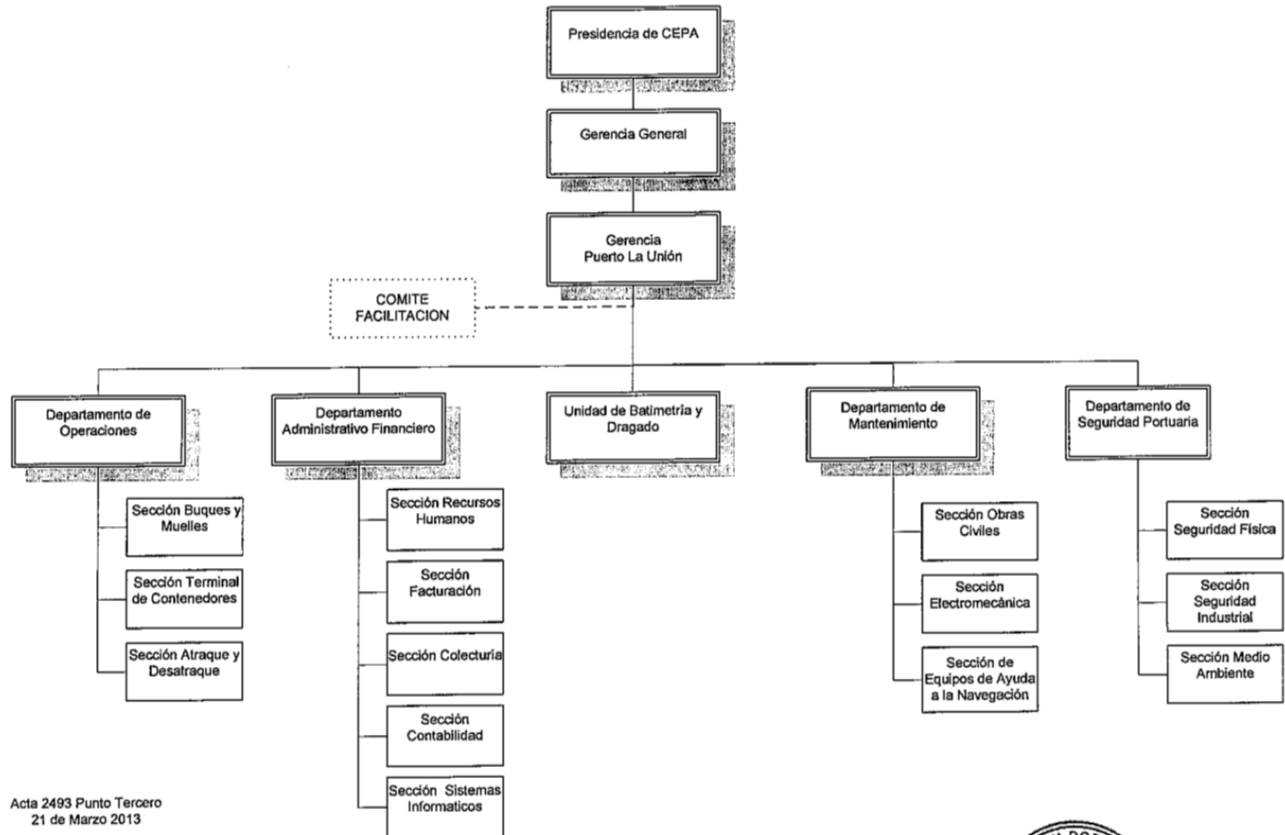 Presidencia de CEPA
Gerencia General
Gerencia
Puerto La Unión
COMITE
FACILITACION
Departamento de
Operaciones
Departamento
Administrativo Financiero
Unidad de Batimetría y
Dragado
Departamento de
Mantenimiento
Departamento de
Seguridad Portuaria
Sección Buques y
Muelles
Sección Terminal
de Contenedores
Sección Atraque y
Desatraque
Sección Recursos
Humanos
Sección
Facturación
Sección Colecturía
Sección
Contabilidad
Sección Sistemas
Informaticos
Sección Obras
Civiles
Sección
Electromecánica
Sección de
Equipos de Ayuda
a la Navegación
Sección
Seguridad Física
Sección
Seguridad
Industrial
Sección Medio
Ambiente
Acta 2493 Punto Tercero
21 de Marzo 2013